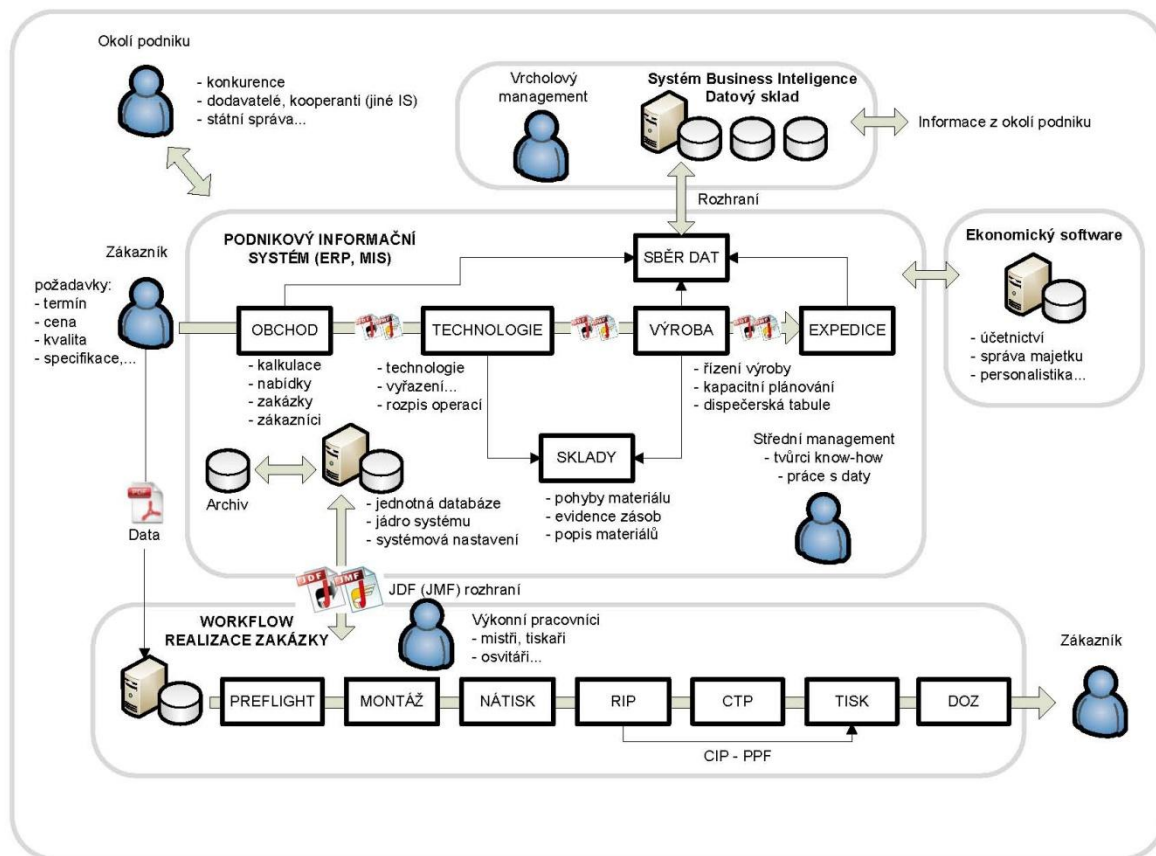 Okolí podniku
- konkurence
- dodavatelé, kooperanti (jiné IS)
- státní správa...
Vrcholový
management
Systém Business Inteligence
Datový sklad
Informace z okolí podniku
Rozhraní
PODNIKOVÝ INFORMAČNÍ
SYSTÉM (ERP, MIS)
SBĚR DAT
Ekonomický software
- účetnictví
- správa majetku
- personalistika...
Zákazník
požadavky:
- termín
- cena
- kvalita
- specifikace,...
OBCHOD
TECHNOLOGIE
VÝROBA
EXPEDICE
- kalkulace
- nabídky
- zakázky
- zákazníci
- technologie
- vyřazení...
- rozpis operací
- řízení výroby
- kapacitní plánování
- dispečerská tabule
SKLADY
- pohyby materiálu
- evidence zásob
- popis materiálů
Střední management
- tvůrci know-how
- práce s daty
Archiv
- jednotná databáze
- jádro systému
- systémová nastavení
PDF
Data
JDF
JMF
JDF (JMF) rozhraní
WORKFLOW
REALIZACE ZAKÁZKY
Výkonní pracovníci
- mistři, tiskaři
- osvitáři...
Zákazník
PREFLIGHT
MONTÁŽ
NÁTISK
RIP
CTP
TISK
DOZ
CIP - PPF